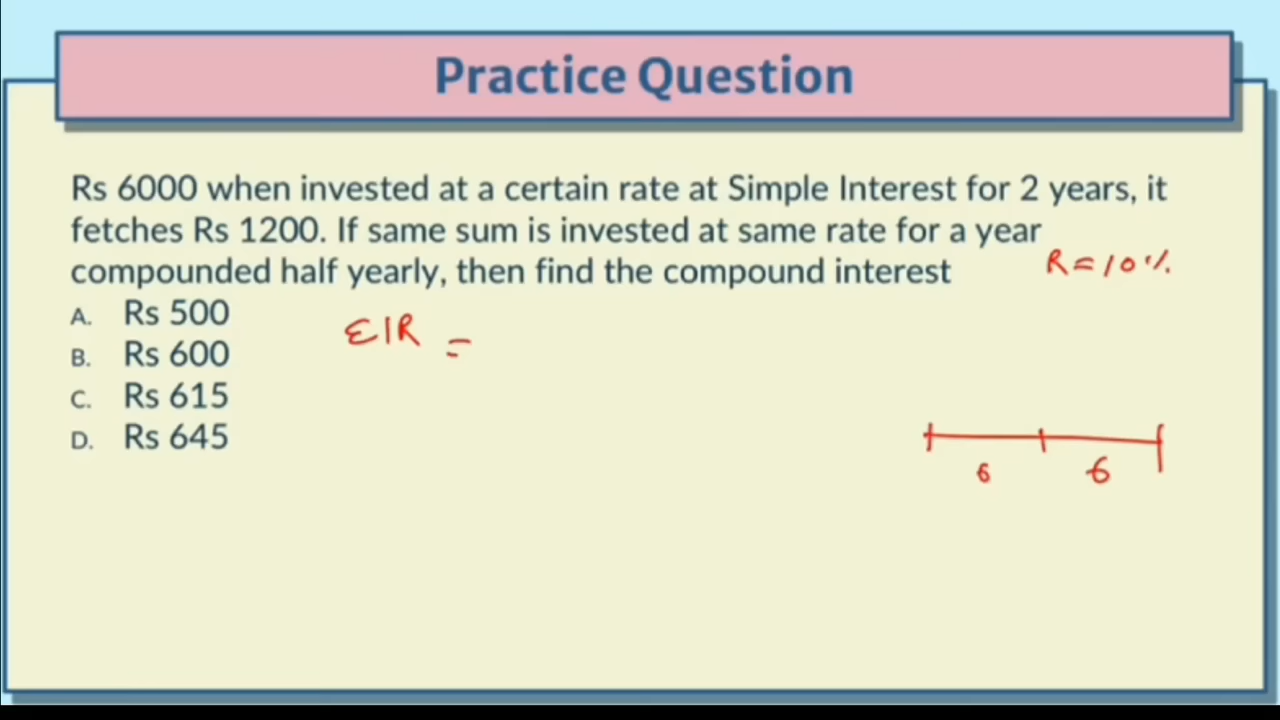 Practice Question
Rs 6000 when invested at a certain rate at Simple Interest for 2 years, it
fetches Rs 1200. If same sum is invested at same rate for a year
compounded half yearly, then find the compound interest
R = 10%
A. Rs 500
B. Rs 600
C. Rs 615
D. Rs 645
EIR =
6 6